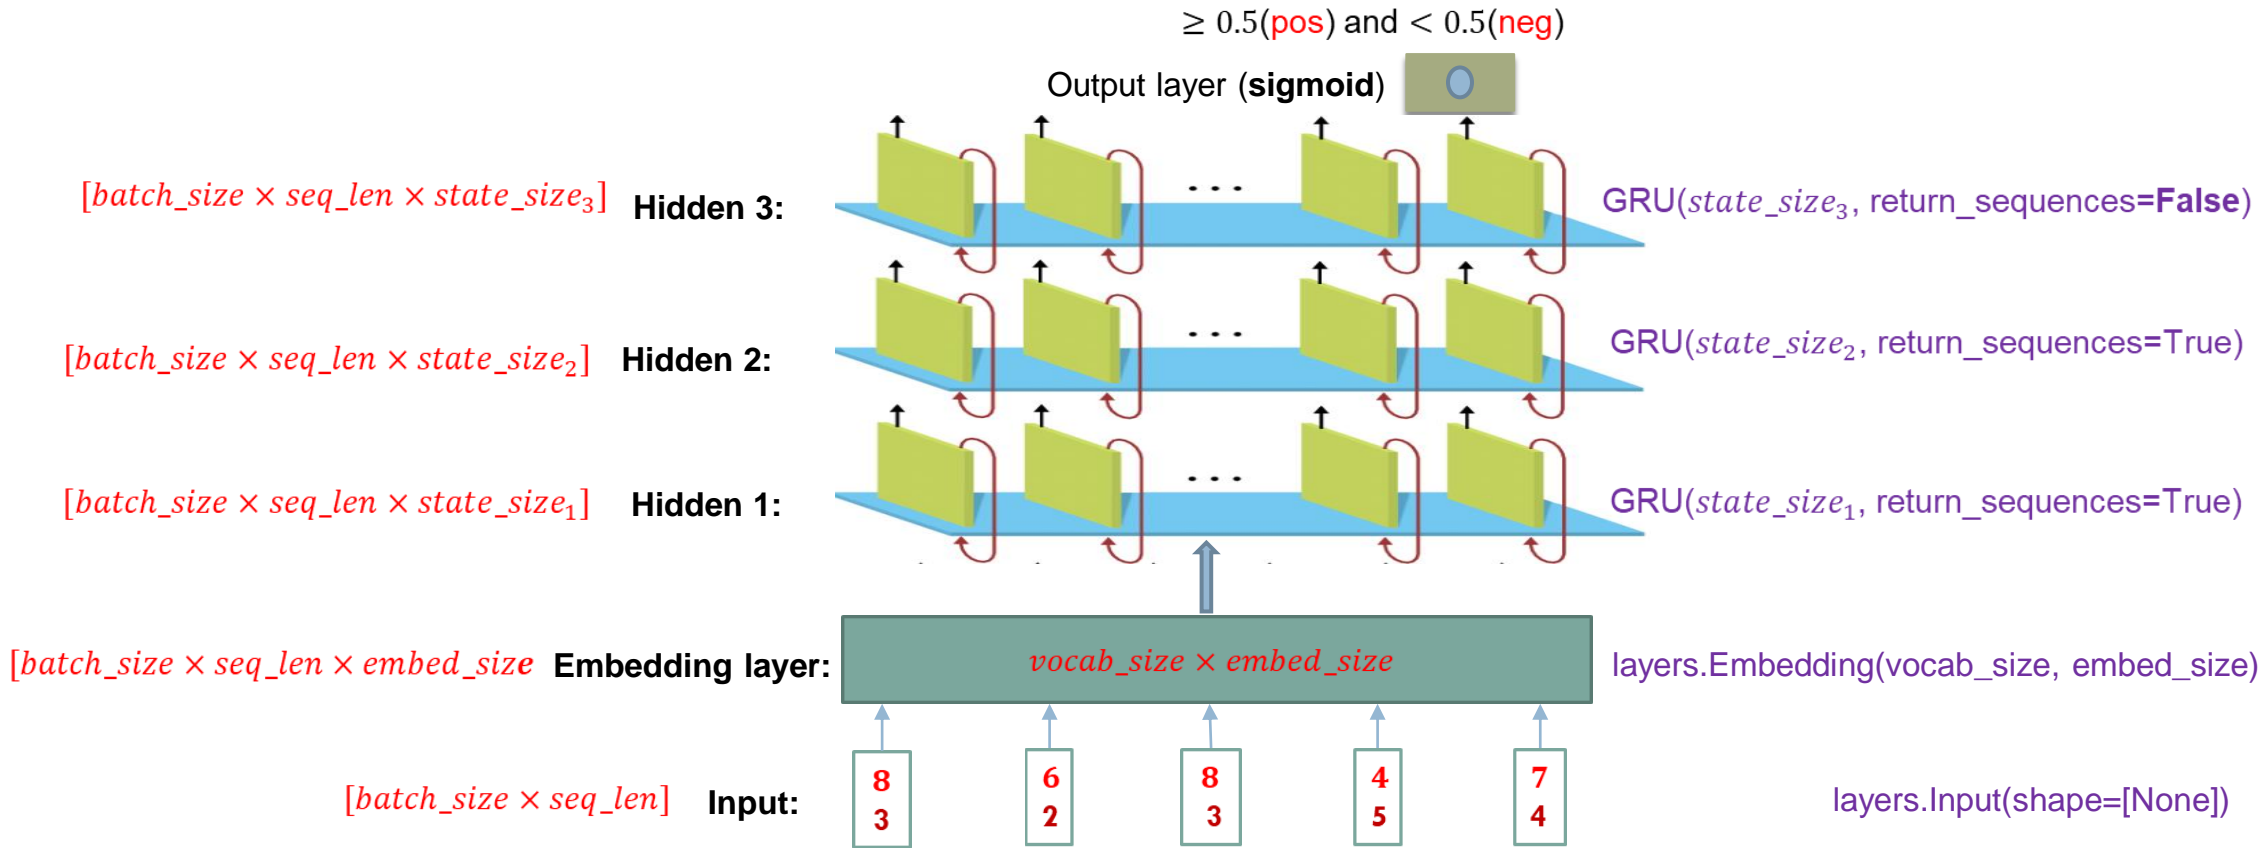 ≥ 0.5(pos) and < 0.5(neg)
Output layer (sigmoid)
[batch_size × seq_len × state_size₃] Hidden 3: . . . GRU(state_size₃, return_sequences=False)
[batch_size × seq_len × state_size₂] Hidden 2: . . . GRU(state_size₂, return_sequences=True)
[batch_size × seq_len × state_size₁] Hidden 1: . . . GRU(state_size₁, return_sequences=True)
[batch_size × seq_len × embed_size Embedding layer: vocab_size × embed_size layers.Embedding(vocab_size, embed_size)
8 6 8 4 7
[batch_size × seq_len] Input: layers.Input(shape=[None])
3 2 3 5 4